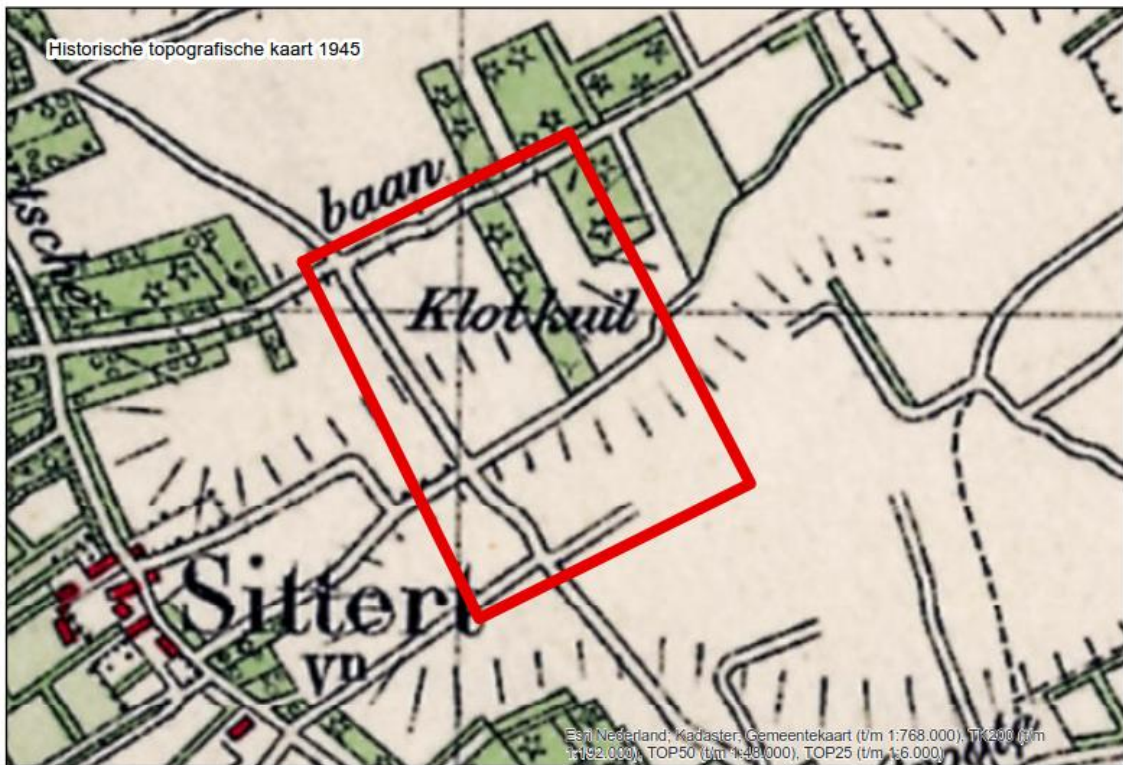 Historische topografische kaart 1945
baan
Klotkuil
Sittert
vn
Esri Nederland; Kadaster: Gemeentekaart (t/m 1:768.000), TK200 (t/m
1:192.000), TOP50 (t/m 1:48.000), TOP25 (t/m 1:6.000)